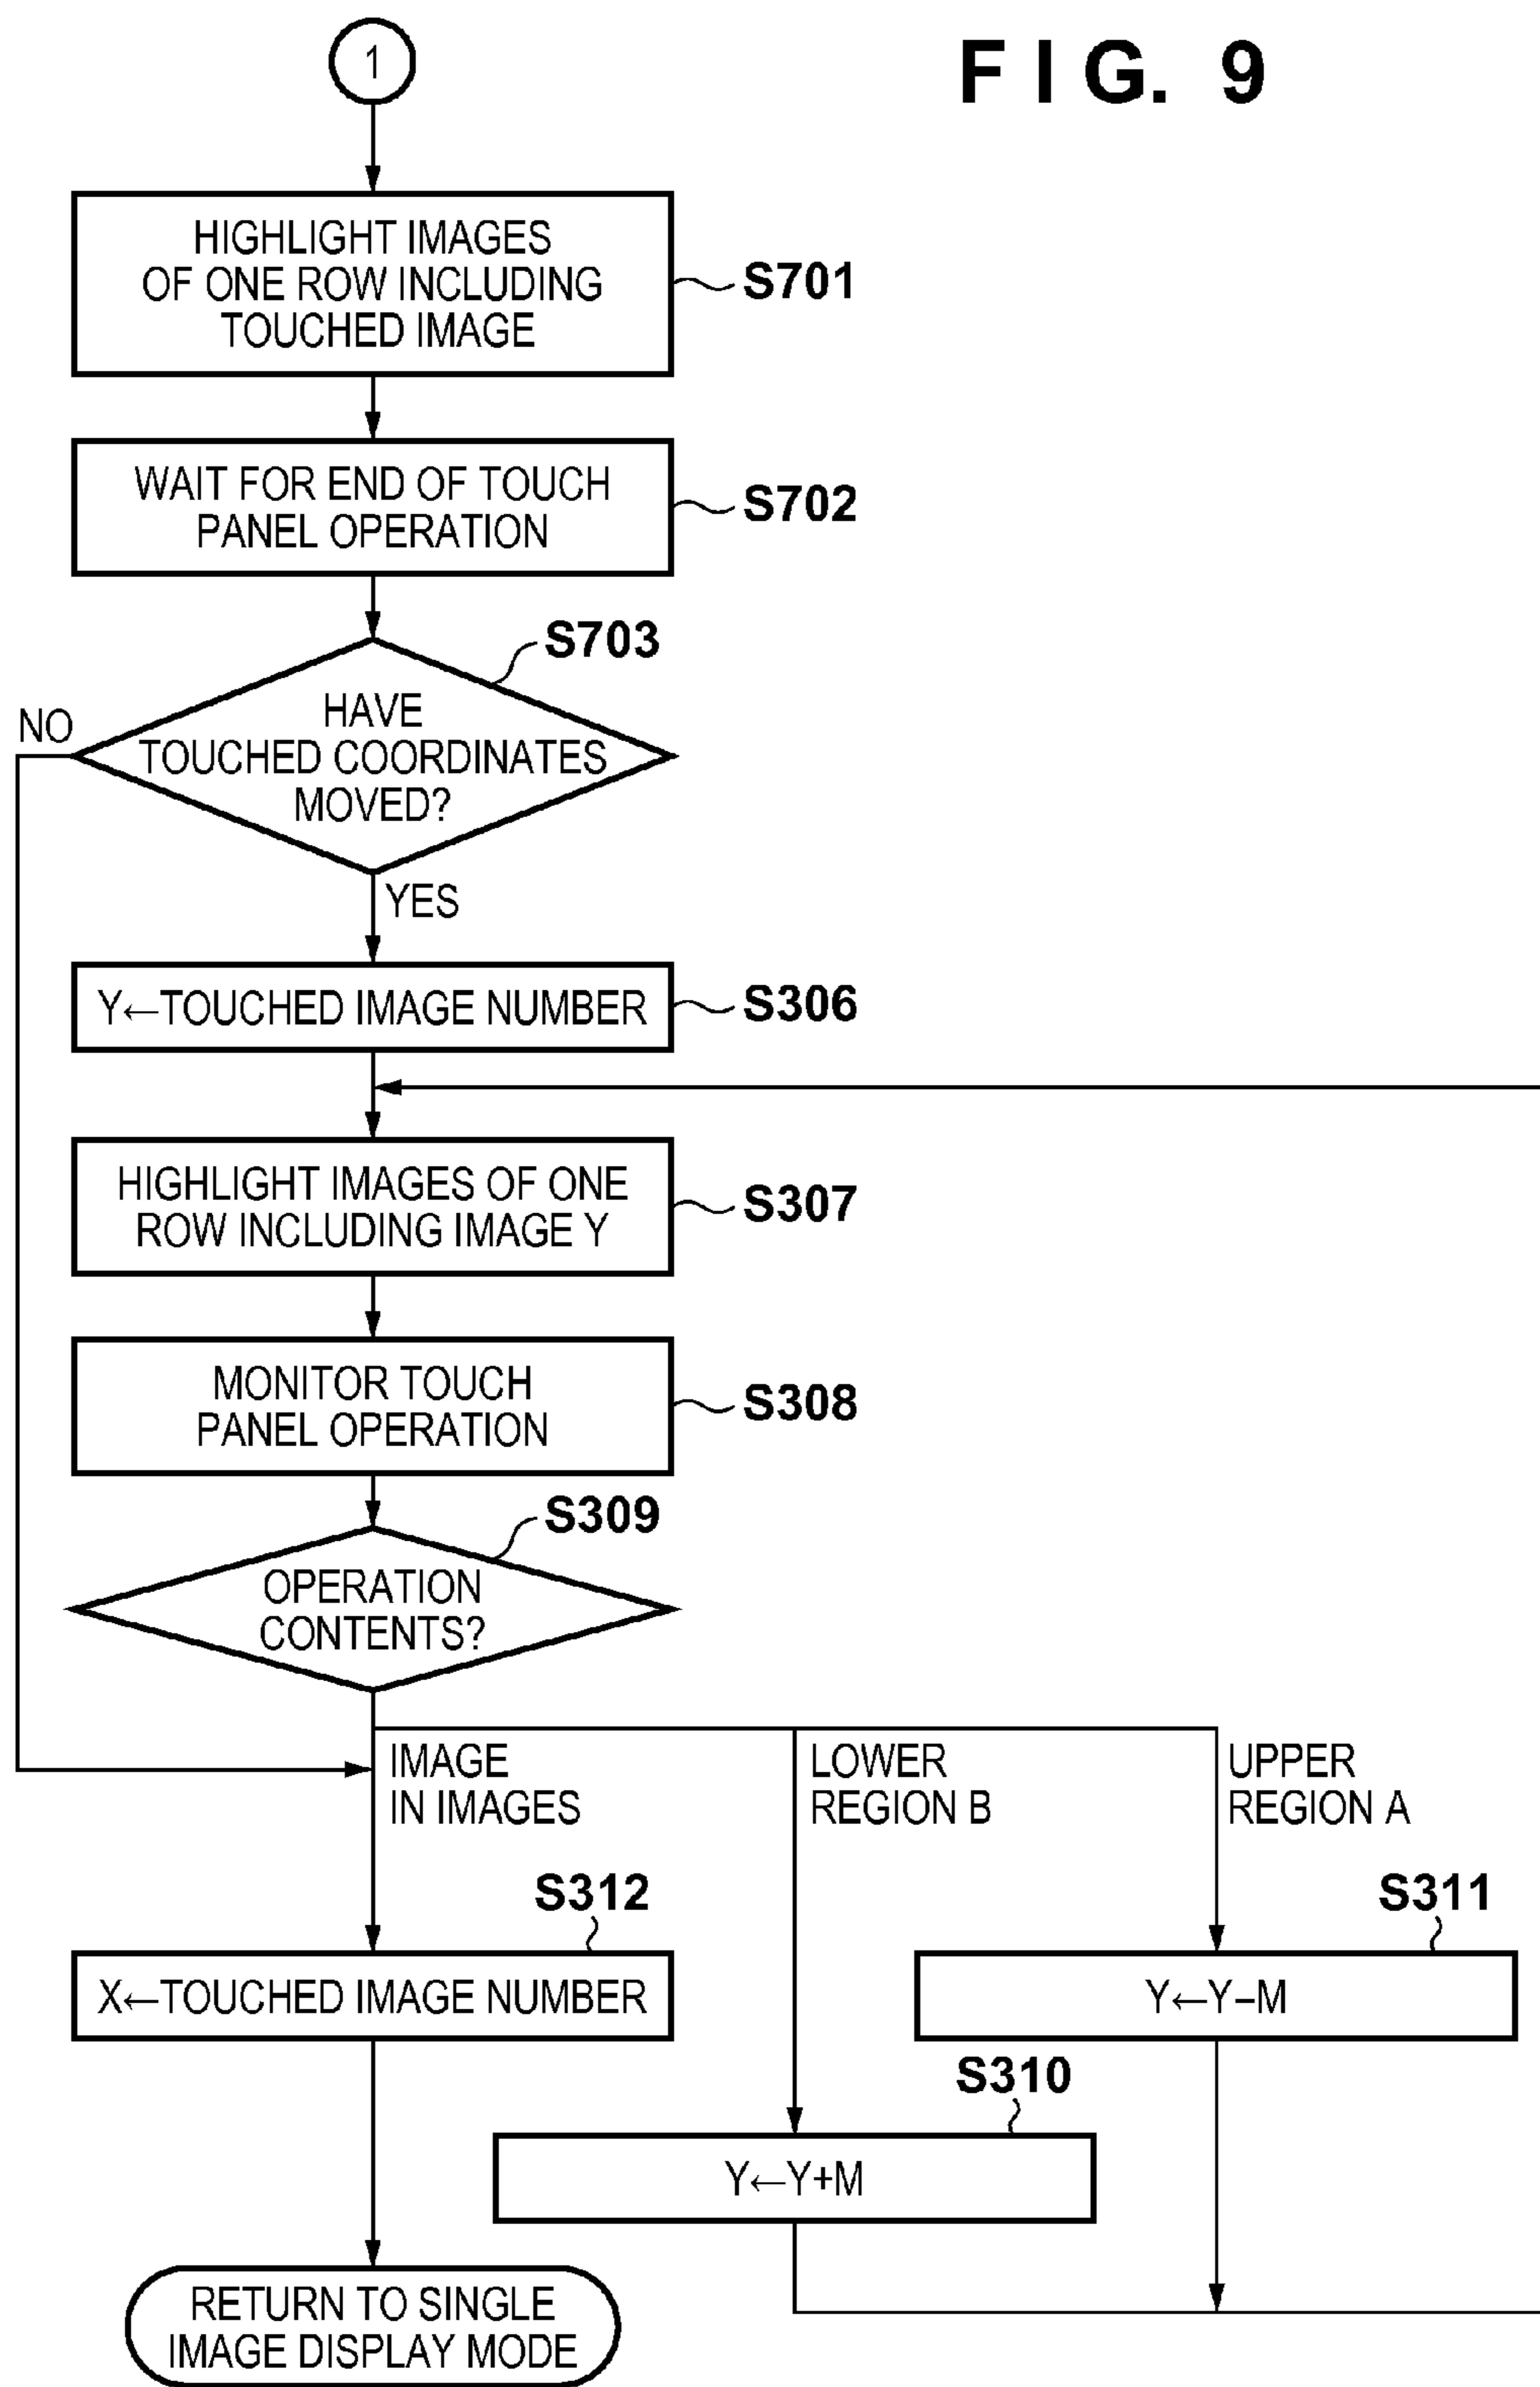 FIG. 9
1
HIGHLIGHT IMAGES
OF ONE ROW INCLUDING
TOUCHED IMAGE
S701
WAIT FOR END OF TOUCH
PANEL OPERATION
S702
S703
HAVE
TOUCHED COORDINATES
MOVED?
NO
YES
Y←TOUCHED IMAGE NUMBER
S306
HIGHLIGHT IMAGES OF ONE
ROW INCLUDING IMAGE Y
S307
MONITOR TOUCH
PANEL OPERATION
S308
S309
OPERATION
CONTENTS?
IMAGE
IN IMAGES
LOWER
REGION B
UPPER
REGION A
S312
X←TOUCHED IMAGE NUMBER
S311
Y←Y−M
S310
Y←Y+M
RETURN TO SINGLE
IMAGE DISPLAY MODE